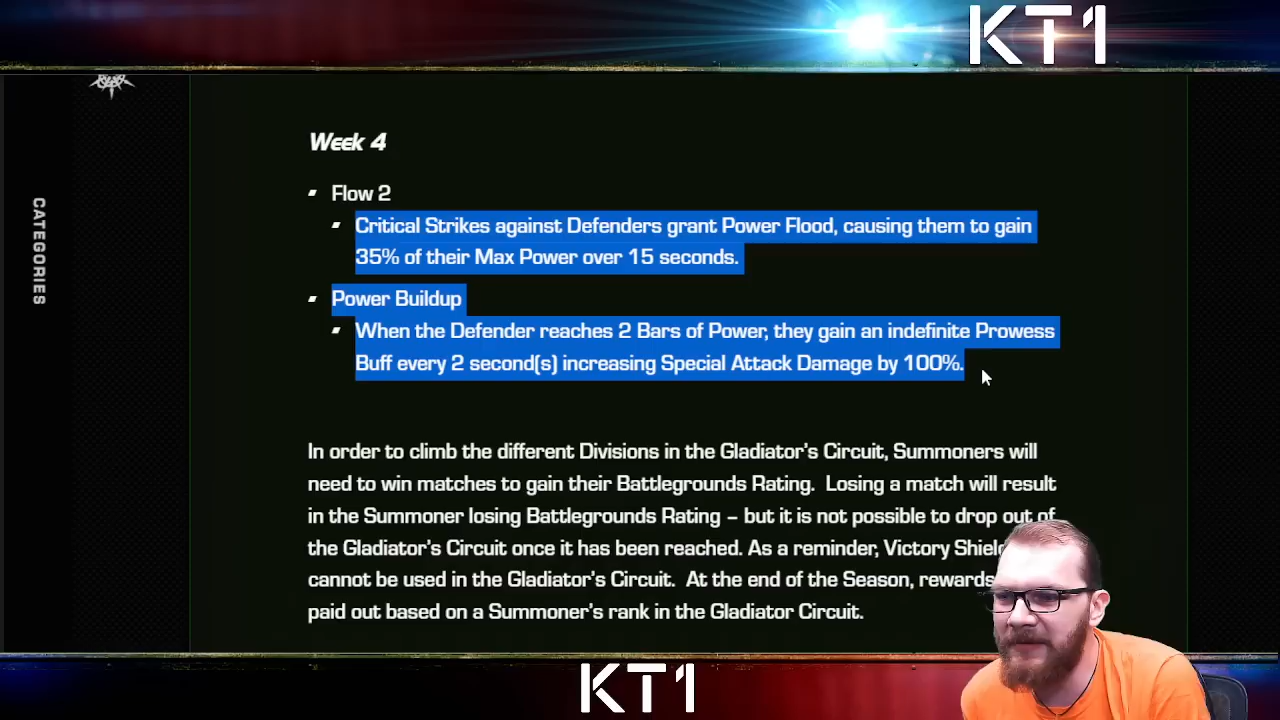 KT1
CATEGORIES
Week 4
Flow 2
Critical Strikes against Defenders grant Power Flood, causing them to gain
35% of their Max Power over 15 seconds.
Power Buildup
When the Defender reaches 2 Bars of Power, they gain an indefinite Prowess
Buff every 2 second(s) increasing Special Attack Damage by 100%.
In order to climb the different Divisions in the Gladiator's Circuit, Summoners will
need to win matches to gain their Battlegrounds Rating. Losing a match will result
in the Summoner losing Battlegrounds Rating – but it is not possible to drop out of
the Gladiator's Circuit once it has been reached. As a reminder, Victory
cannot be used in the Gladiator's Circuit. At the end of the Season, rewards
paid out based on a Summoner's rank in the Gladiator Circuit.
KT1